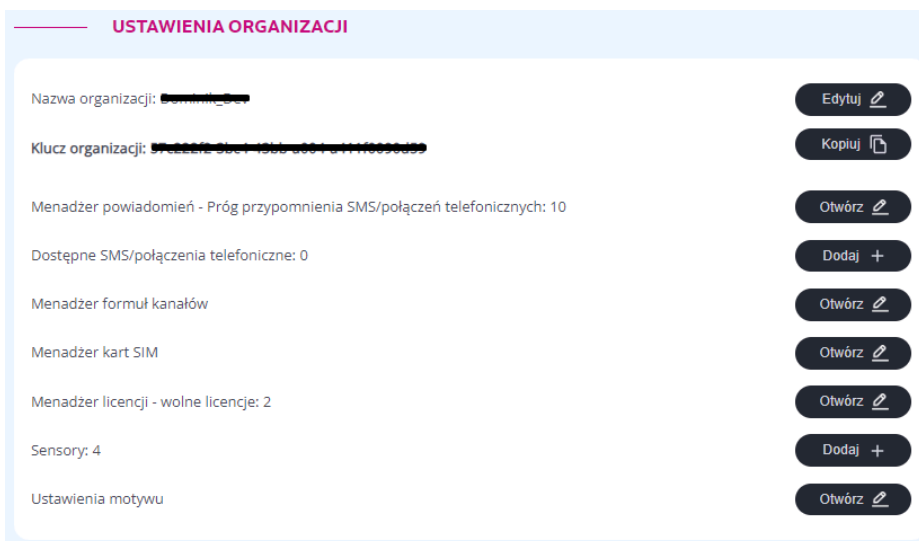 USTAWIENIA ORGANIZACJI
Nazwa organizacji:
Edytuj
Klucz organizacji:
Kopiuj
Menadżer powiadomień - Próg przypomnienia SMS/połączeń telefonicznych: 10
Otwórz
Dostępne SMS/połączenia telefoniczne: 0
Dodaj +
Menadżer formuł kanałów
Otwórz
Menadżer kart SIM
Otwórz
Menadżer licencji - wolne licencje: 2
Otwórz
Sensory: 4
Dodaj +
Ustawienia motywu
Otwórz